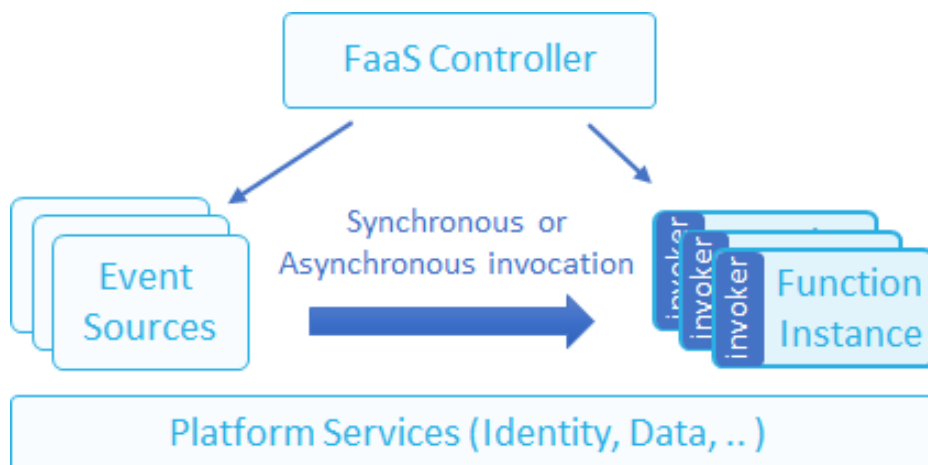 FaaS Controller
Synchronous or
Asynchronous invocation
Event
Sources
invoker
invoker
invoker
Function
Instance
Platform Services (Identity, Data, .. )